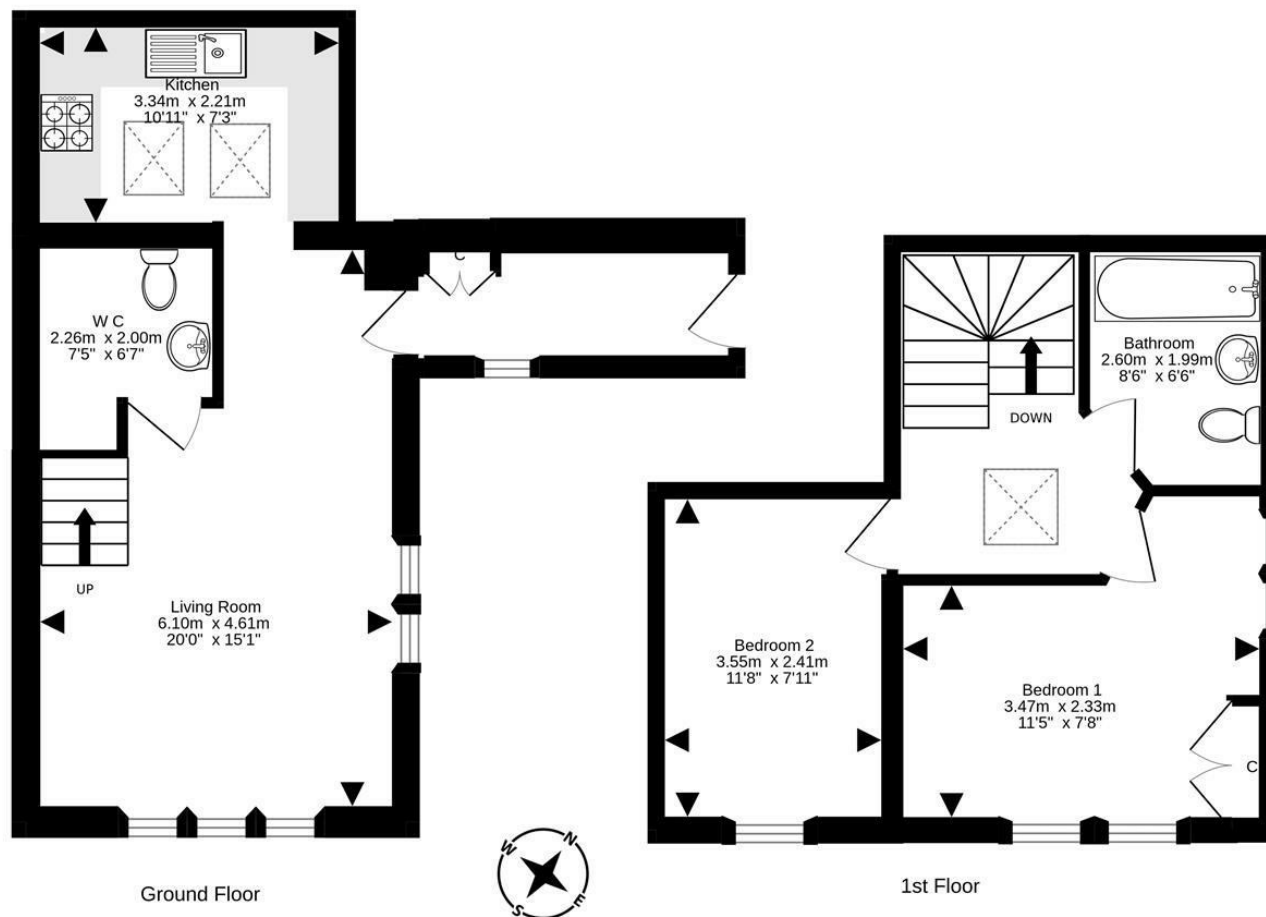 Kitchen
3.34m x 2.21m
10'11" x 7'3"
C
W C
2.26m x 2.00m
7'5" x 6'7"
UP
Living Room
6.10m x 4.61m
20'0" x 15'1"
Ground Floor
N
W
E
S
DOWN
Bathroom
2.60m x 1.99m
8'6" x 6'6"
Bedroom 2
3.55m x 2.41m
11'8" x 7'11"
Bedroom 1
3.47m x 2.33m
11'5" x 7'8"
C
1st Floor